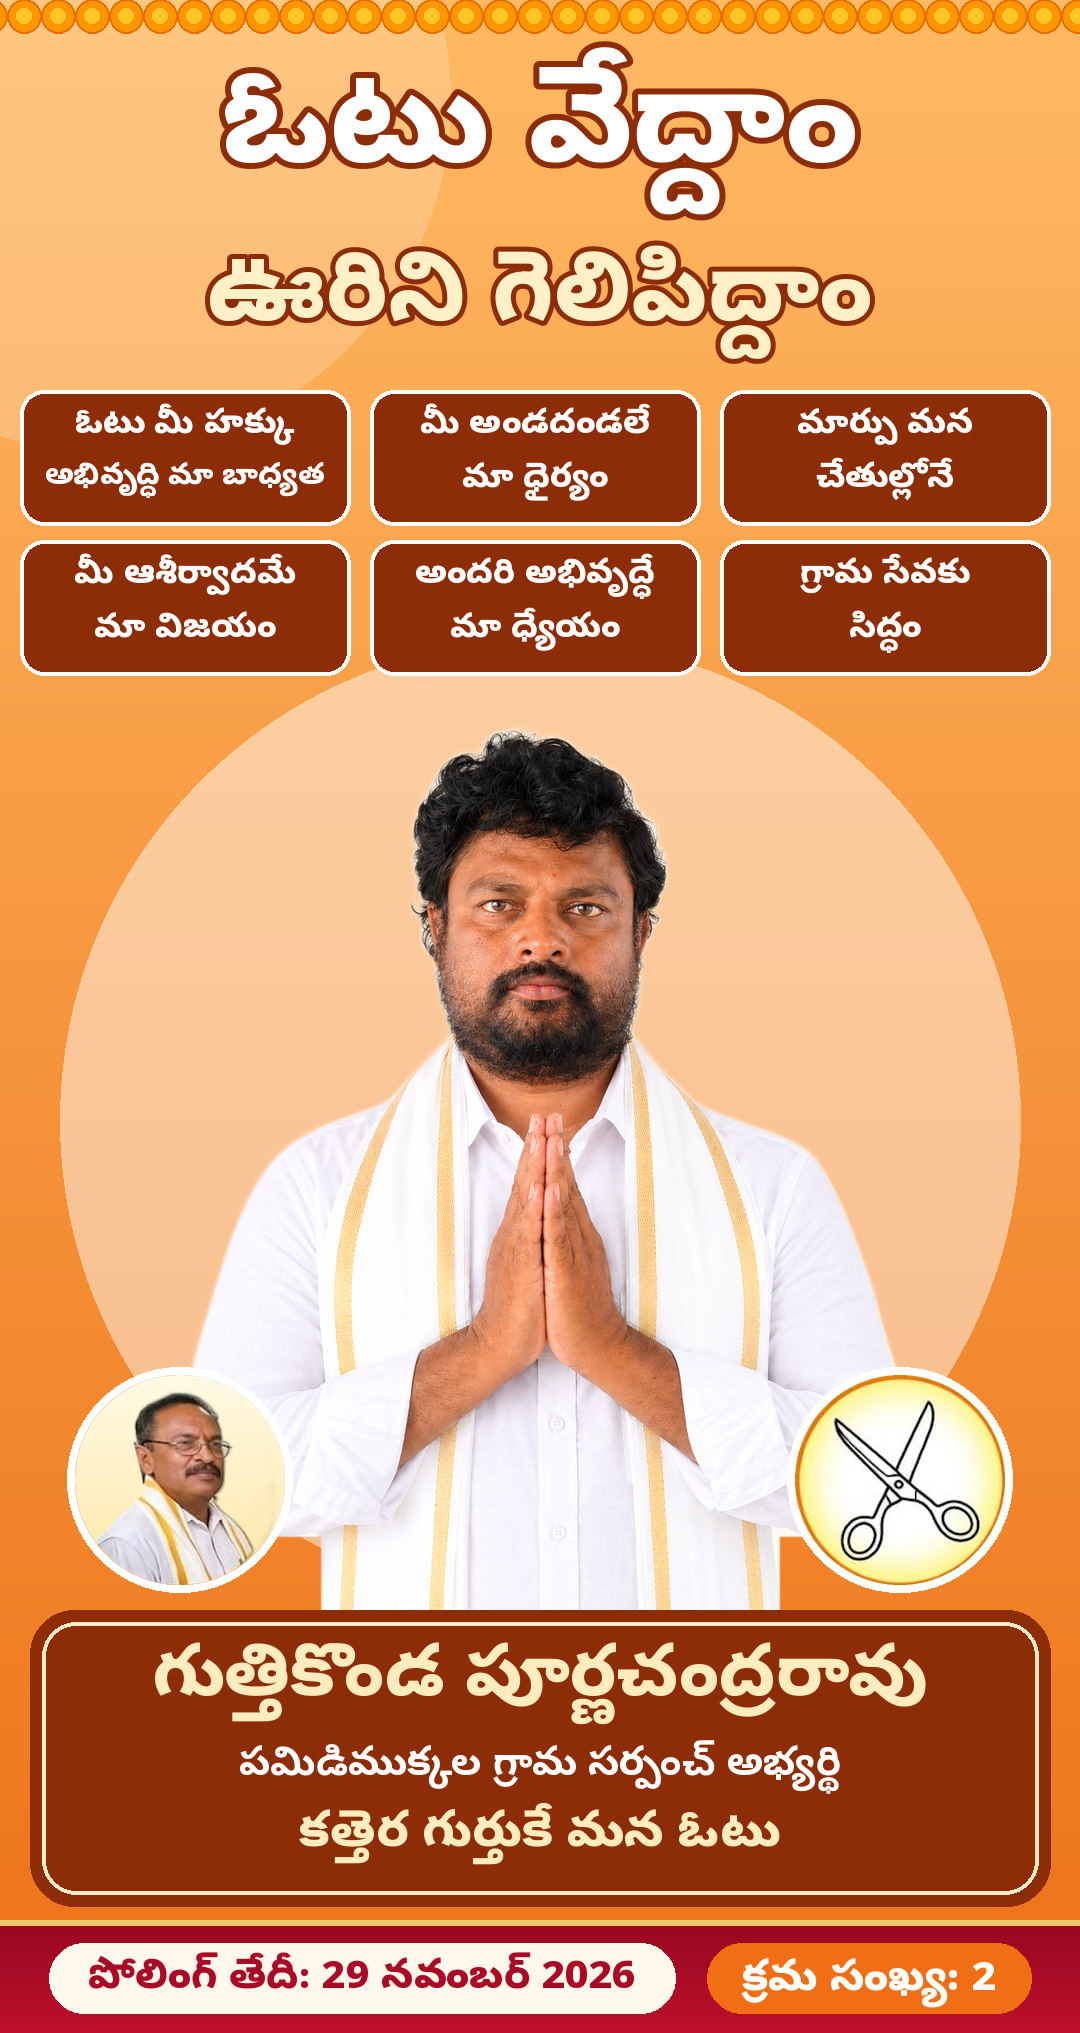 ఓటు వేద్దాం
ఊరిని గెలిపిద్దాం
ఓటు మీ హక్కు
అభివృద్ధి మా బాధ్యత
మీ అండదండలే
మా ధైర్యం
మార్పు మన
చేతుల్లోనే
మీ ఆశీర్వాదమే
మా విజయం
అందరి అభివృద్ధే
మా ధ్యేయం
గ్రామ సేవకు
సిద్ధం
గుత్తికొండ పూర్ణచంద్రరావు
పమిడిముక్కల గ్రామ సర్పంచ్ అభ్యర్థి
కత్తెర గుర్తుకే మన ఓటు
పోలింగ్ తేదీ: 29 నవంబర్ 2026
క్రమ సంఖ్య: 2